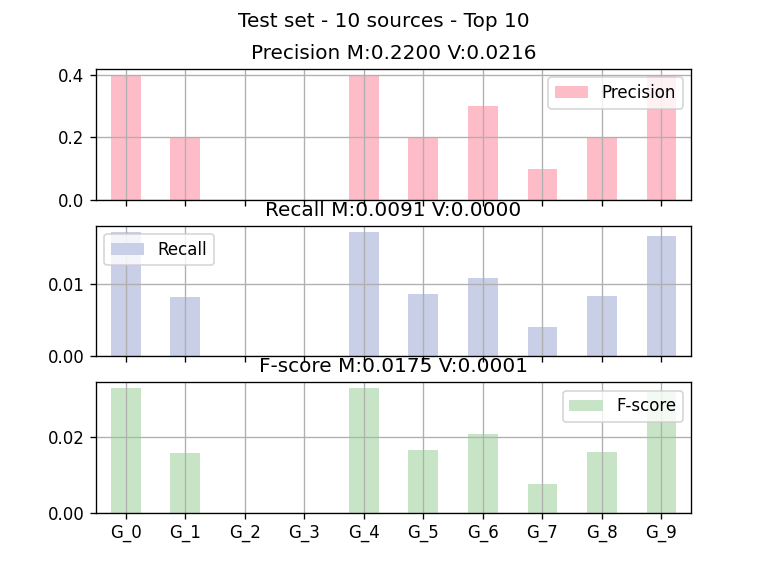 Test set - 10 sources - Top 10
Precision M:0.2200 V:0.0216
0.4
Precision
0.2
0.0
Recall M:0.0091 V:0.0000
Recall
0.01
0.00
F-score M:0.0175 V:0.0001
F-score
0.02
0.00
G_0 G_1 G_2 G_3 G_4 G_5 G_6 G_7 G_8 G_9